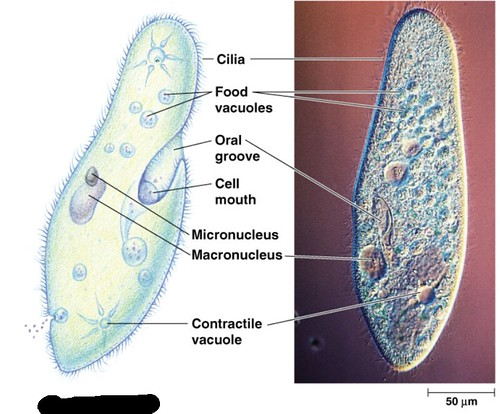 Cilia
Food
vacuoles
Oral
groove
Cell
mouth
Micronucleus
Macronucleus
Contractile
vacuole
50 μm